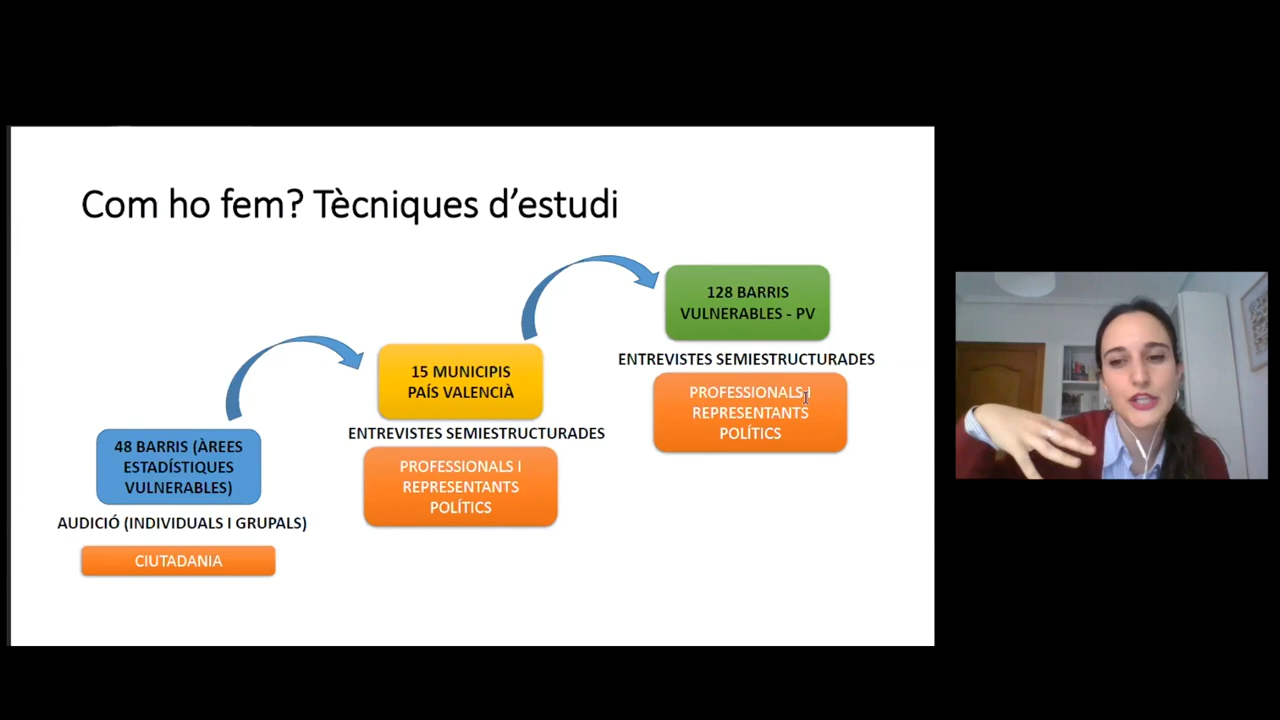 Com ho fem? Tècniques d’estudi
48 BARRIS (ÀREES
ESTADÍSTIQUES
VULNERABLES)
AUDICIÓ (INDIVIDUALS I GRUPALS)
CIUTADANIA
15 MUNICIPIS
PAÍS VALENCIÀ
ENTREVISTES SEMIESTRUCTURADES
PROFESSIONALS I
REPRESENTANTS
POLÍTICS
128 BARRIS
VULNERABLES - PV
ENTREVISTES SEMIESTRUCTURADES
PROFESSIONALS I
REPRESENTANTS
POLÍTICS